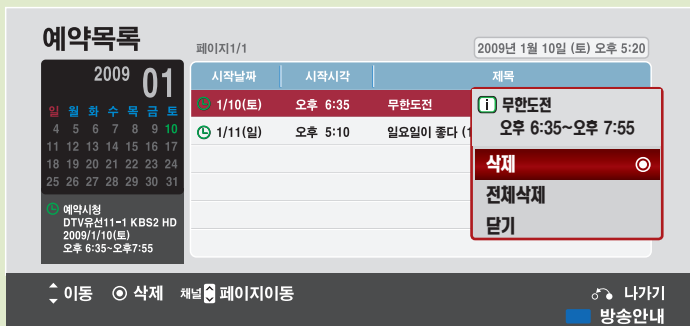 예약목록
페이지1/1
2009년 1월 10일 (토) 오후 5:20
2009 01
일 월 화 수 목 금 토
4 5 6 7 8 9 10
11 12 13 14 15 16 17
18 19 20 21 22 23 24
25 26 27 28 29 30 31
예약시청
DTV유선11-1 KBS2 HD
2009/1/10(토)
오후 6:35~오후7:55
시작날짜 시작시각 제목
1/10(토) 오후 6:35 무한도전
1/11(일) 오후 5:10 일요일이 좋다 (1
i 무한도전
오후 6:35~오후 7:55
삭제
전체삭제
닫기
이동 삭제 채널 페이지이동
나가기
방송안내